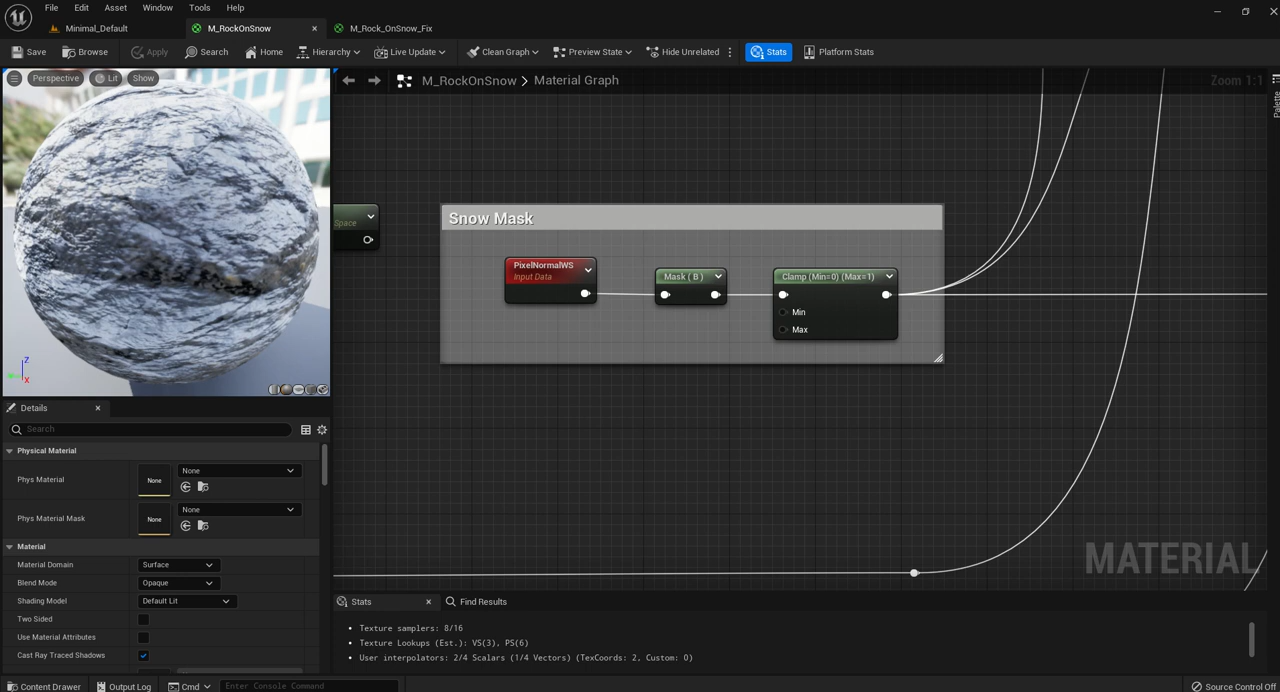 File Edit Asset Window Tools Help
Minimal_Default M_RockOnSnow M_Rock_OnSnow_Fix
Save Browse Apply Search Home Hierarchy Live Update Clean Graph Preview State Hide Unrelated Stats Platform Stats
Perspective Lit Show
M_RockOnSnow > Material Graph
Zoom 1:1
Palette
Space
Snow Mask
PixelNormalWS
Input Data
Mask ( B )
Clamp (Min=0) (Max=1)
Min
Max
Z
X
MATERIAL
Details
Search
Physical Material
Phys Material None None
Phys Material Mask None None
Material
Material Domain Surface
Blend Mode Opaque
Shading Model Default Lit
Two Sided
Use Material Attributes
Cast Ray Traced Shadows
Stats Find Results
• Texture samplers: 8/16
• Texture Lookups (Est.): VS(3), PS(6)
• User interpolators: 2/4 Scalars (1/4 Vectors) (TexCoords: 2, Custom: 0)
Content Drawer Output Log Cmd Enter Console Command Source Control Off